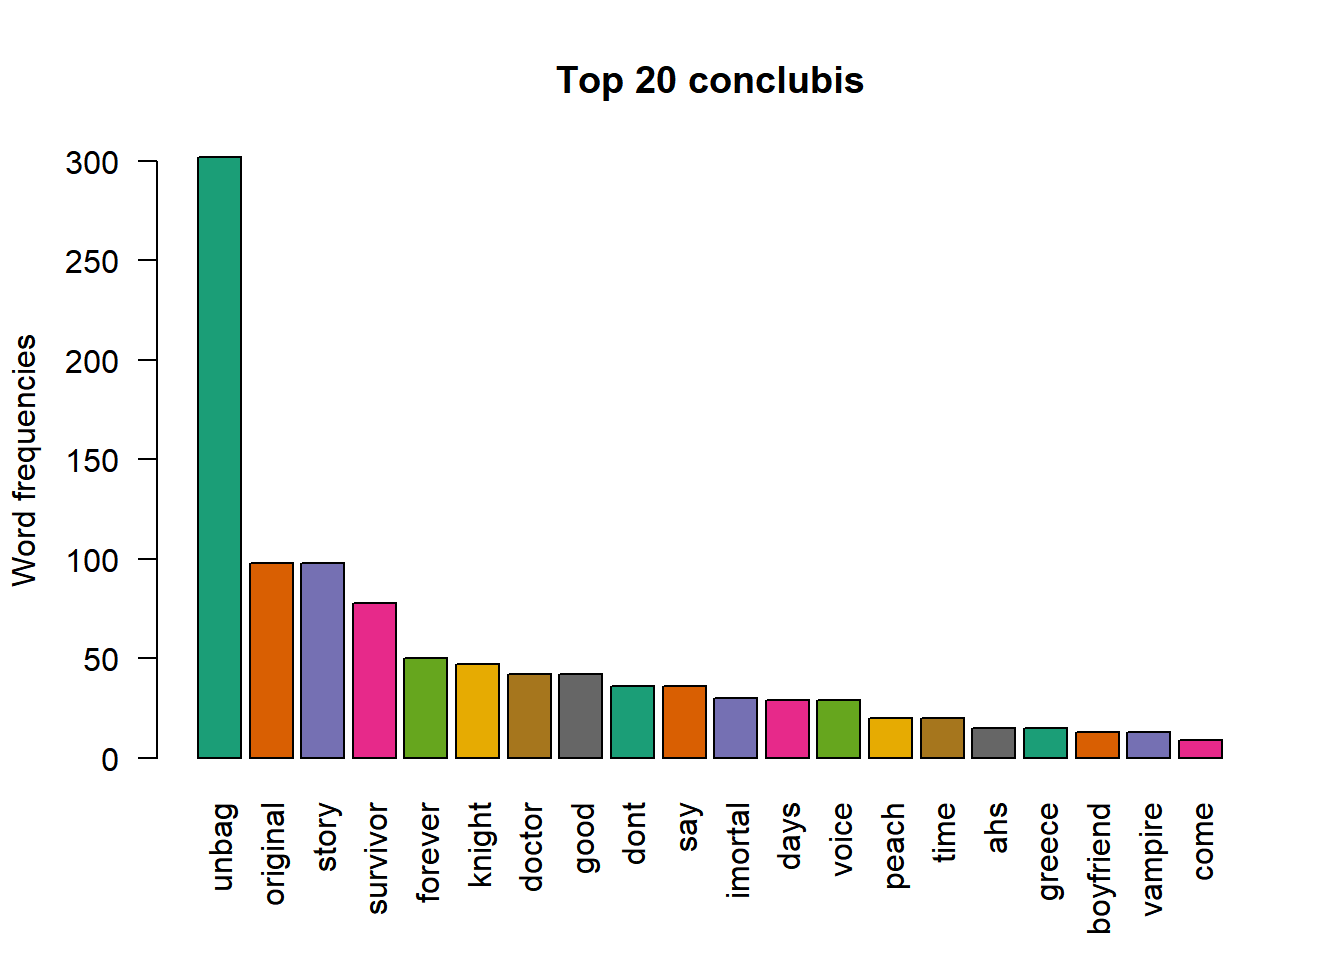 Top 20 conclubis
Word frequencies
300
250
200
150
100
50
0
unbag
original
story
survivor
forever
knight
doctor
good
dont
say
imortal
days
voice
peach
time
ahs
greece
boyfriend
vampire
come